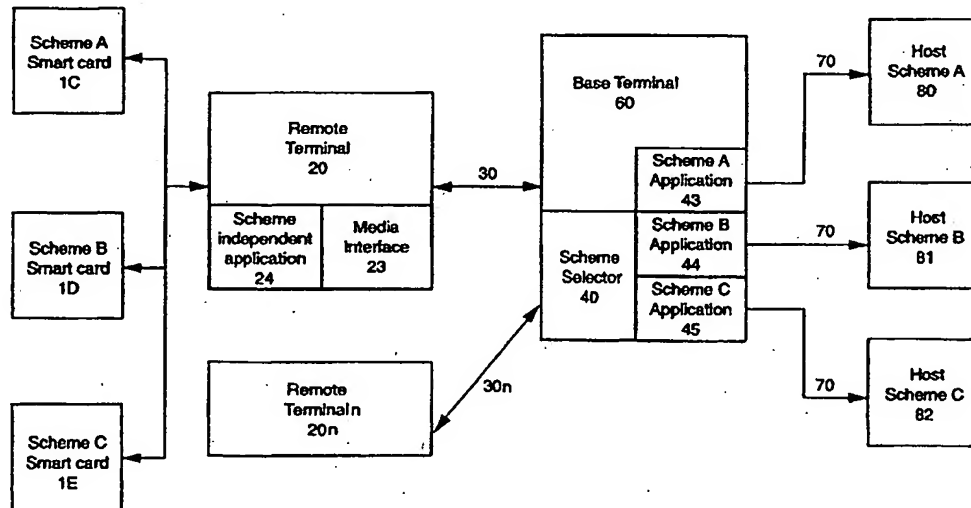 Scheme A
Smart card
1C
Scheme B
Smart card
1D
Scheme C
Smart card
1E
Remote
Terminal
20
Scheme
independent
application
24
Media
Interface
23
Remote
Terminaln
20n
30
30n
Base Terminal
60
Scheme A
Application
43
Scheme
Selector
40
Scheme B
Application
44
Scheme C
Application
45
70
70
70
Host
Scheme A
80
Host
Scheme B
81
Host
Scheme C
82